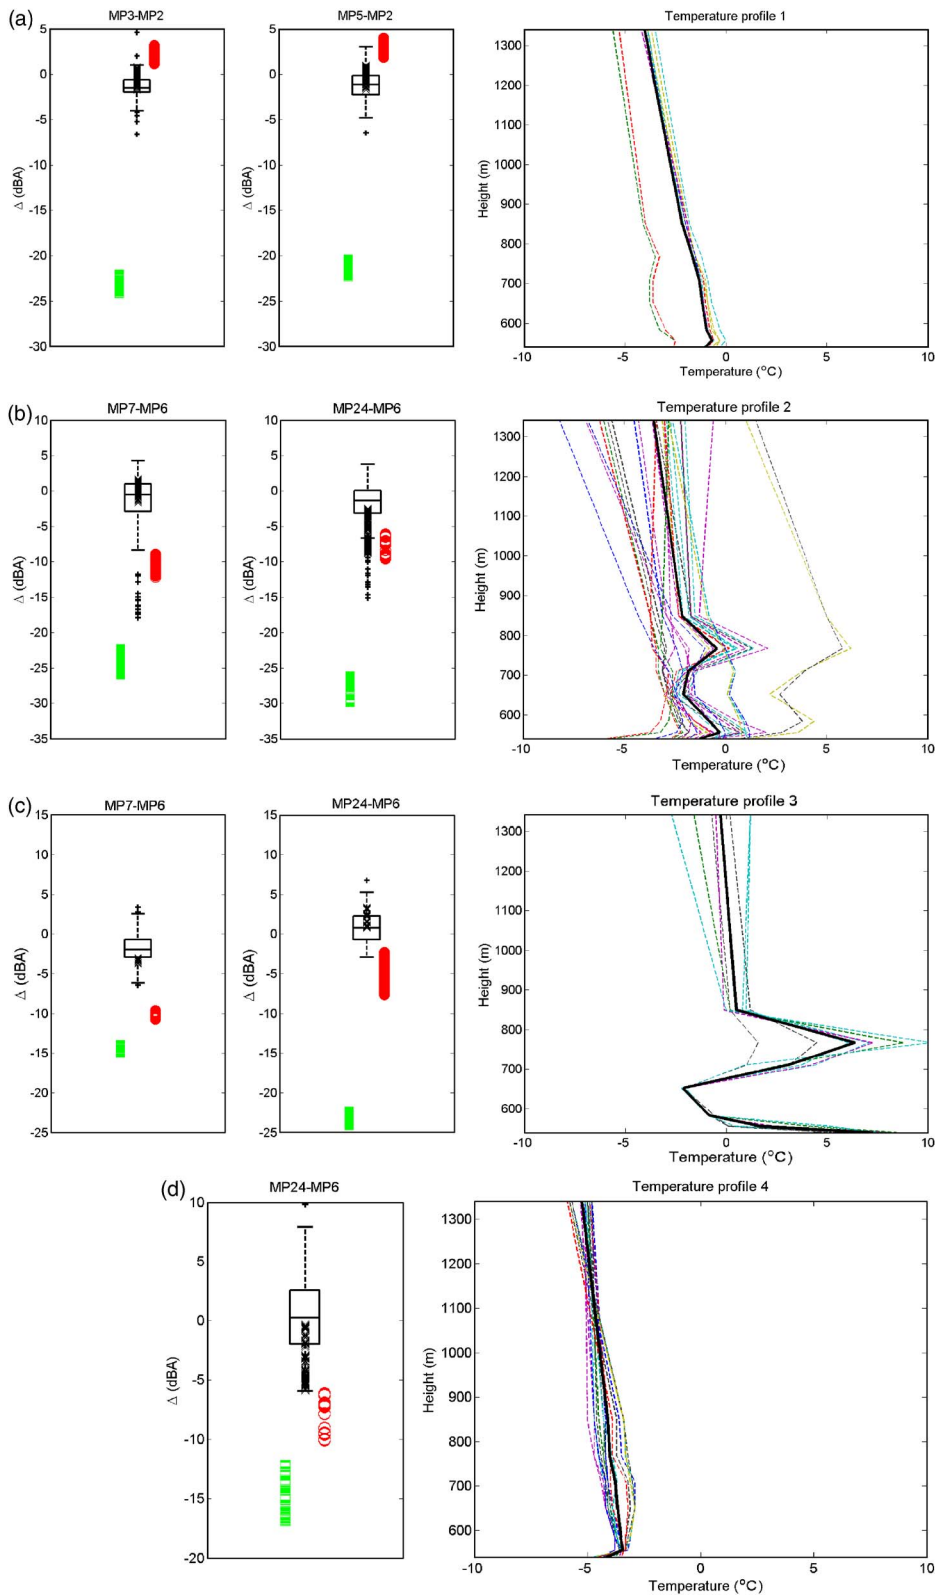 (a)
MP3-MP2
5
0
-5
-10
-15
-20
-25
-30
Δ (dBA)
MP5-MP2
5
0
-5
-10
-15
-20
-25
-30
Δ (dBA)
Temperature profile 1
1300
1200
1100
1000
900
800
700
600
Height (m)
-10 -5 0 5 10
Temperature (°C)
(b)
MP7-MP6
10
5
0
-5
-10
-15
-20
-25
-30
-35
Δ (dBA)
MP24-MP6
10
5
0
-5
-10
-15
-20
-25
-30
-35
Δ (dBA)
Temperature profile 2
1300
1200
1100
1000
900
800
700
600
Height (m)
-10 -5 0 5 10
Temperature (°C)
(c)
MP7-MP6
15
10
5
0
-5
-10
-15
-20
-25
Δ (dBA)
MP24-MP6
15
10
5
0
-5
-10
-15
-20
-25
Δ (dBA)
Temperature profile 3
1300
1200
1100
1000
900
800
700
600
Height (m)
-10 -5 0 5 10
Temperature (°C)
(d)
MP24-MP6
10
5
0
-5
-10
-15
-20
Δ (dBA)
Temperature profile 4
1300
1200
1100
1000
900
800
700
600
Height (m)
-10 -5 0 5 10
Temperature (°C)